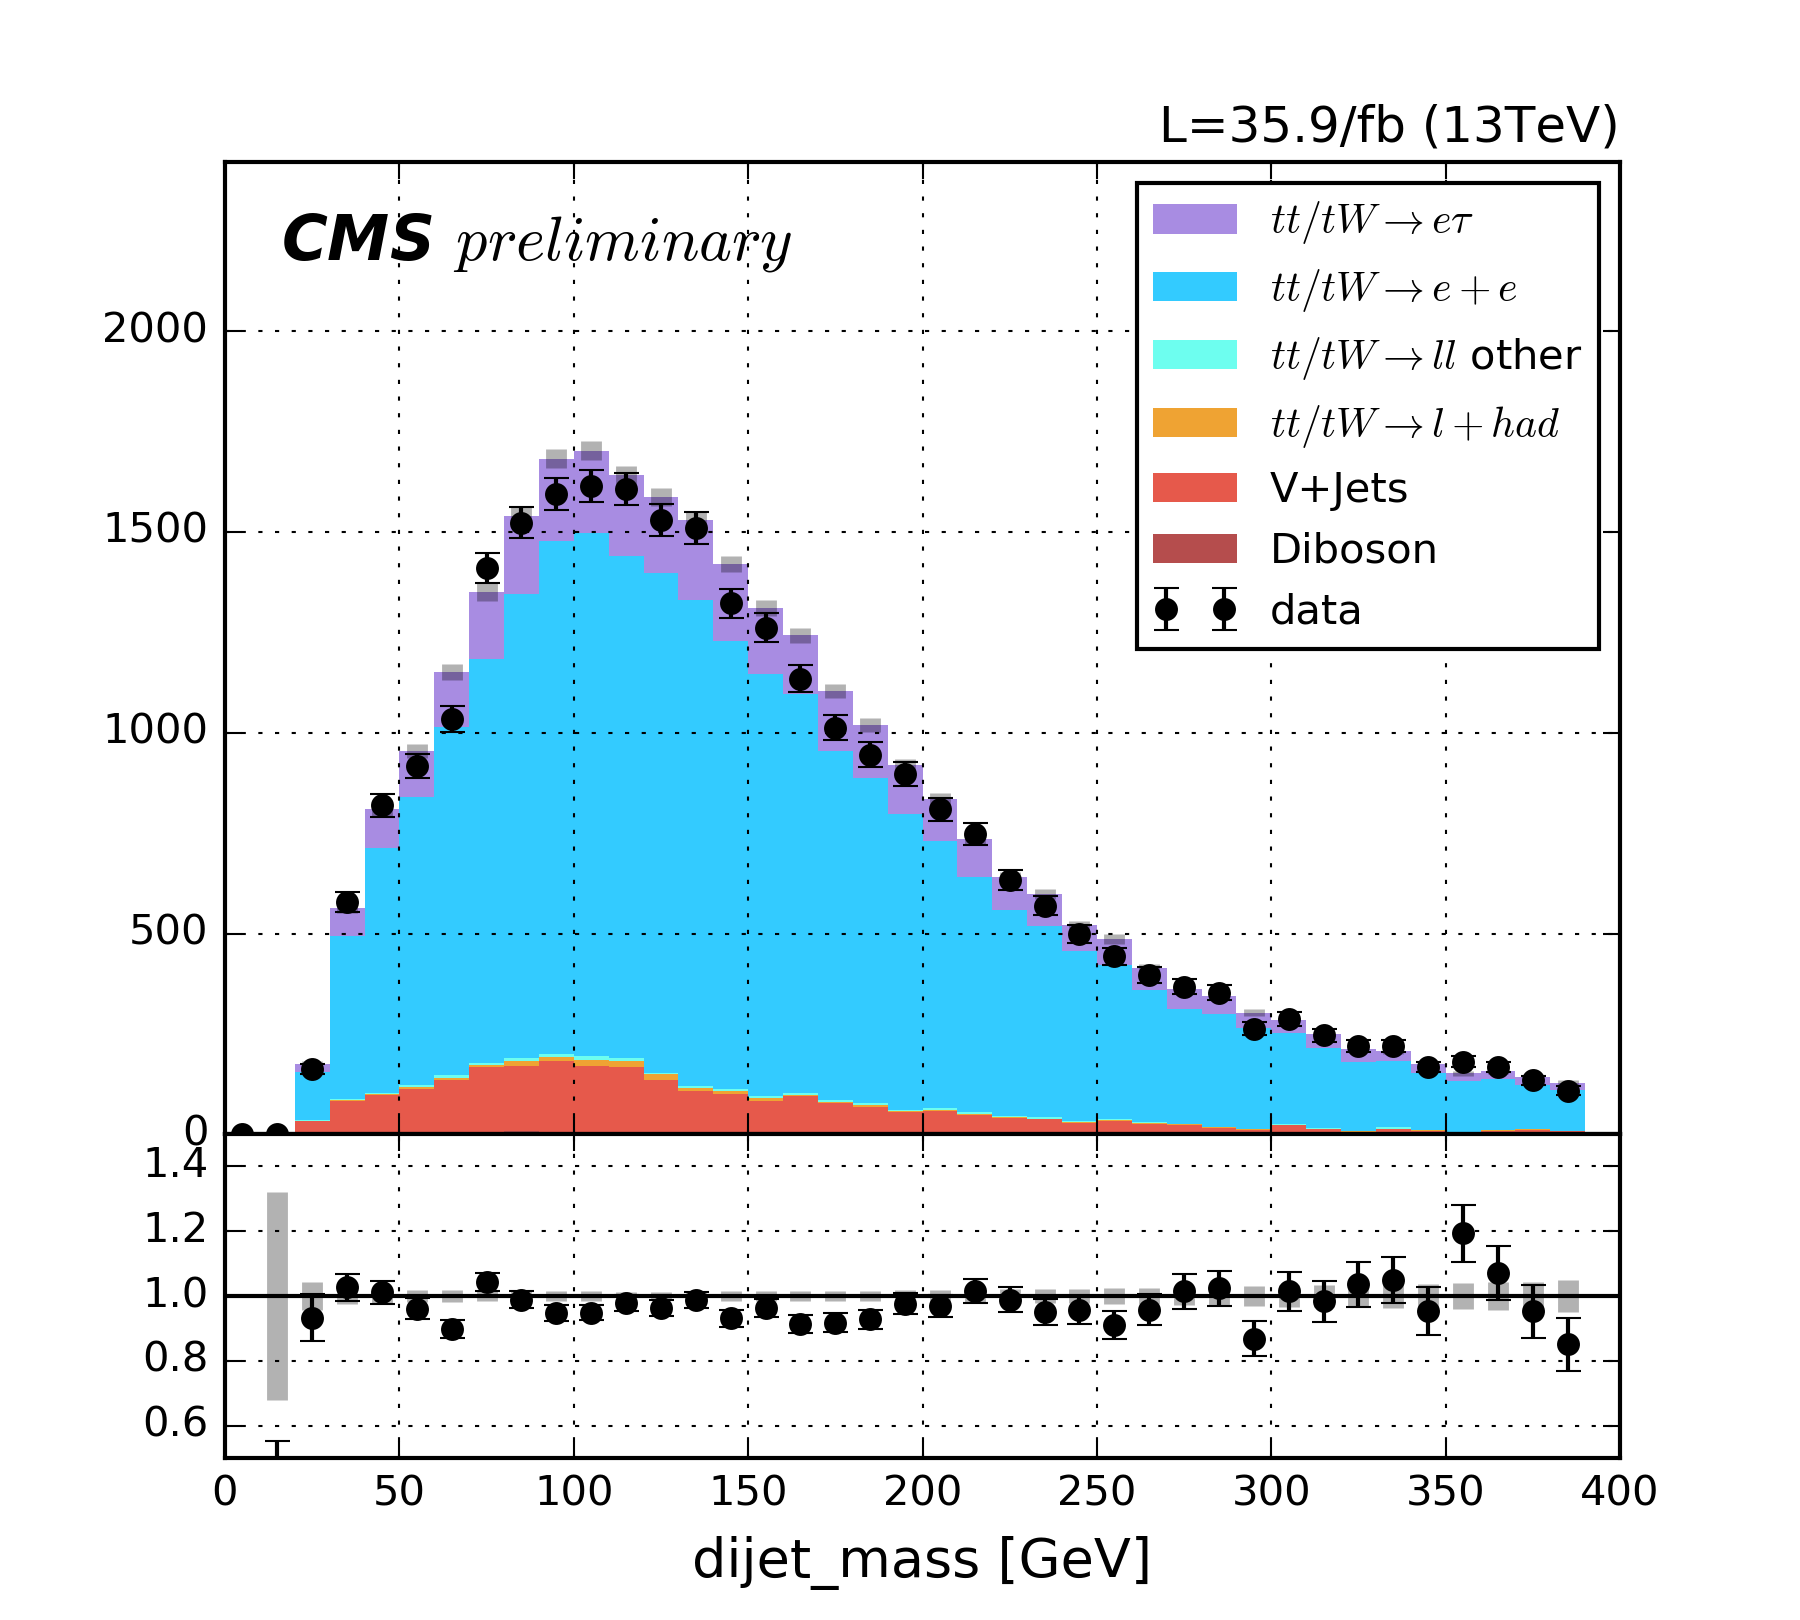 L=35.9/fb (13TeV)
CMS preliminary
tt/tW→eτ
tt/tW→e+e
tt/tW→ll other
tt/tW→l+had
V+Jets
Diboson
data
2000
1500
1000
500
0
1.4
1.2
1.0
0.8
0.6
0 50 100 150 200 250 300 350 400
dijet_mass [GeV]